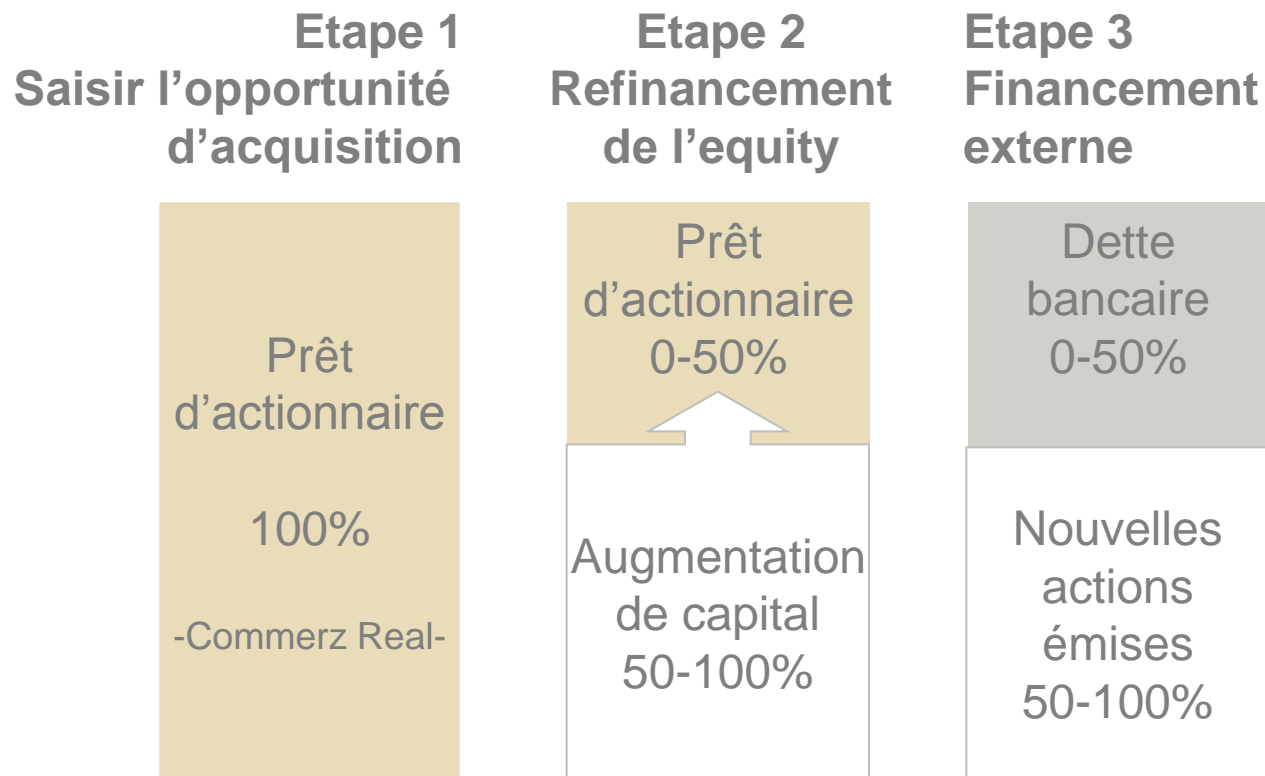 Etape 1
Saisir l’opportunité
d’acquisition
Etape 2
Refinancement
de l’equity
Etape 3
Financement
externe
Prêt
d’actionnaire
100%
-Commerz Real-
Prêt
d’actionnaire
0-50%
Augmentation
de capital
50-100%
Dette
bancaire
0-50%
Nouvelles
actions
émises
50-100%